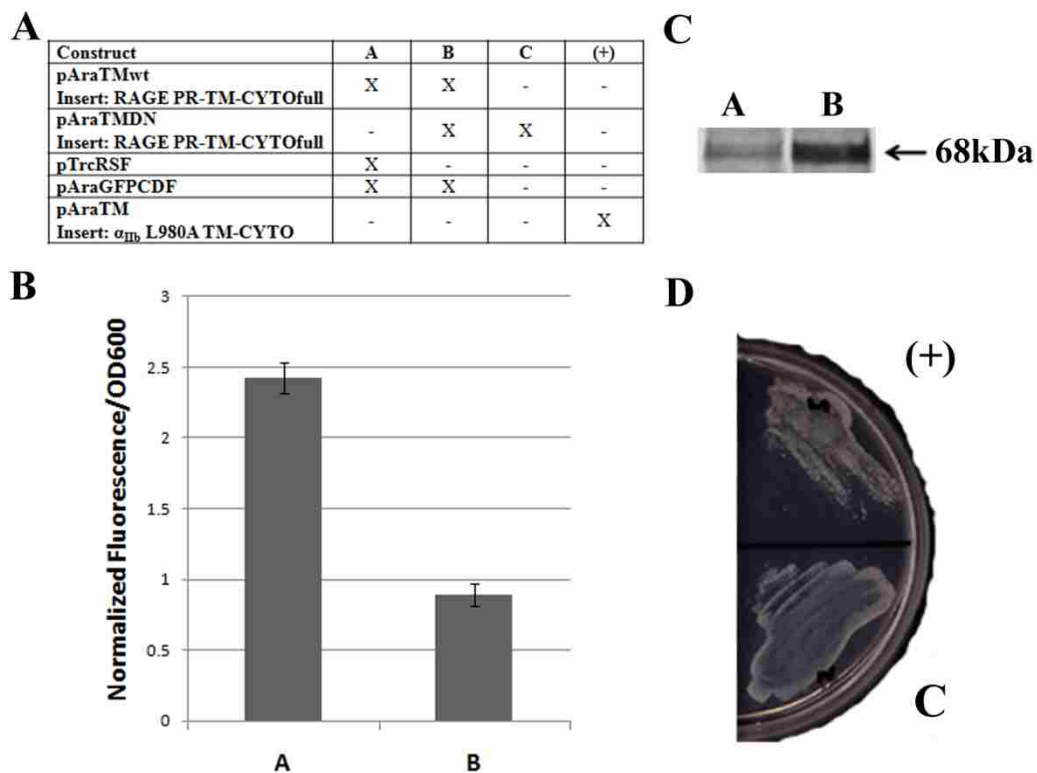 A
Construct A B C (+)
pAraTMwt
Insert: RAGE PR-TM-CYTOfull X X - -
pAraTMDN
Insert: RAGE PR-TM-CYTOfull - X X -
pTrcRSF X - - -
pAraGFPCDF X X - -
pAraTM
Insert: αIIb L980A TM-CYTO - - - X
C
A B
68kDa
B
Normalized Fluorescence/OD600
3
2.5
2
1.5
1
0.5
0
A B
D
(+)
C